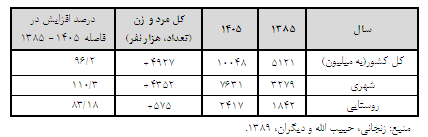 سال ۱۳۸۵ ۱۴۰۵ کل مرد و زن (تعداد، هزارنفر) درصد افزایش در فاصله ۱۴۰۵ - ۱۳۸۵
کل کشور(به میلیون) ۵۱۲۱ ۱۰۰۴۸ ۴۹۲۷- ۹۶/۲
شهری ۳۲۷۹ ۷۶۳۱ ۴۳۵۲- ۱۱۰/۳
روستایی ۱۸۴۲ ۲۴۱۷ ۵۷۵- ۸۳/۱۸
منبع: زنجانی، حبیب الله و دیگران، ۱۳۸۹.